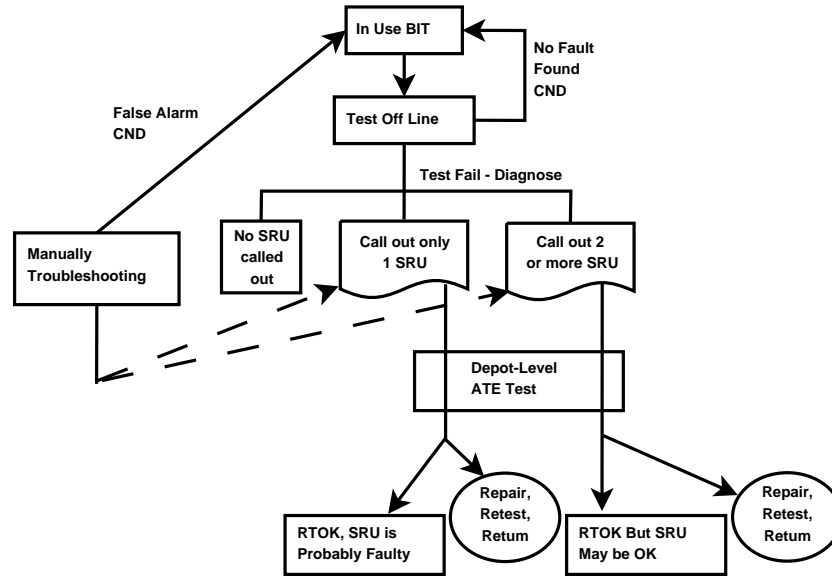 In Use BIT
No Fault
Found
CND
False Alarm
CND
Test Off Line
Test Fail - Diagnose
Manually
Troubleshooting
No SRU
called
out
Call out only
1 SRU
Call out 2
or more SRU
Depot-Level
ATE Test
RTOK, SRU is
Probably Faulty
Repair,
Retest,
Retum
RTOK But SRU
May be OK
Repair,
Retest,
Retum